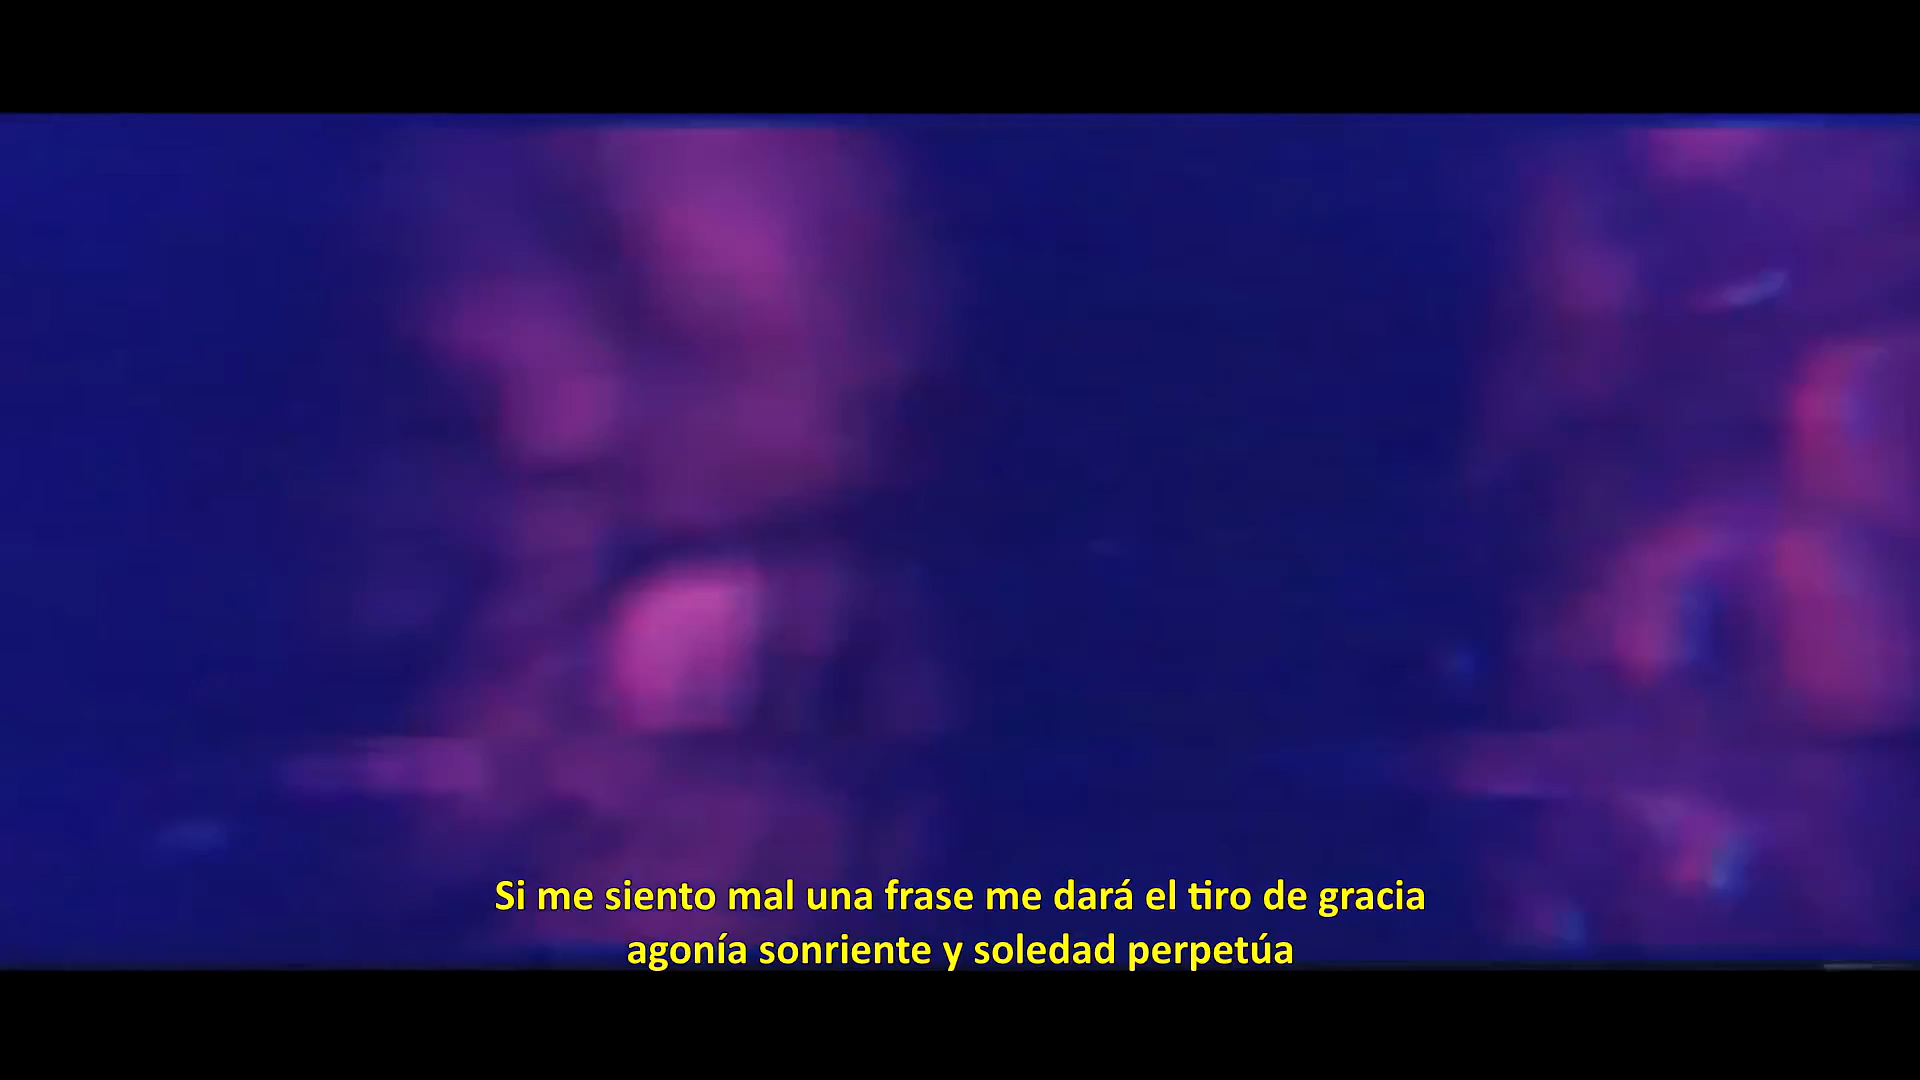 Si me siento mal una frase me dará el tiro de gracia
agonía sonriente y soledad perpetúa